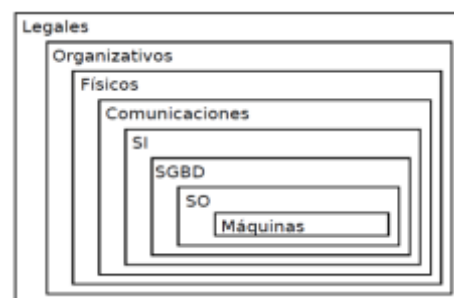 Legales
Organizativos
Físicos
Comunicaciones
SI
SGBD
SO
Máquinas